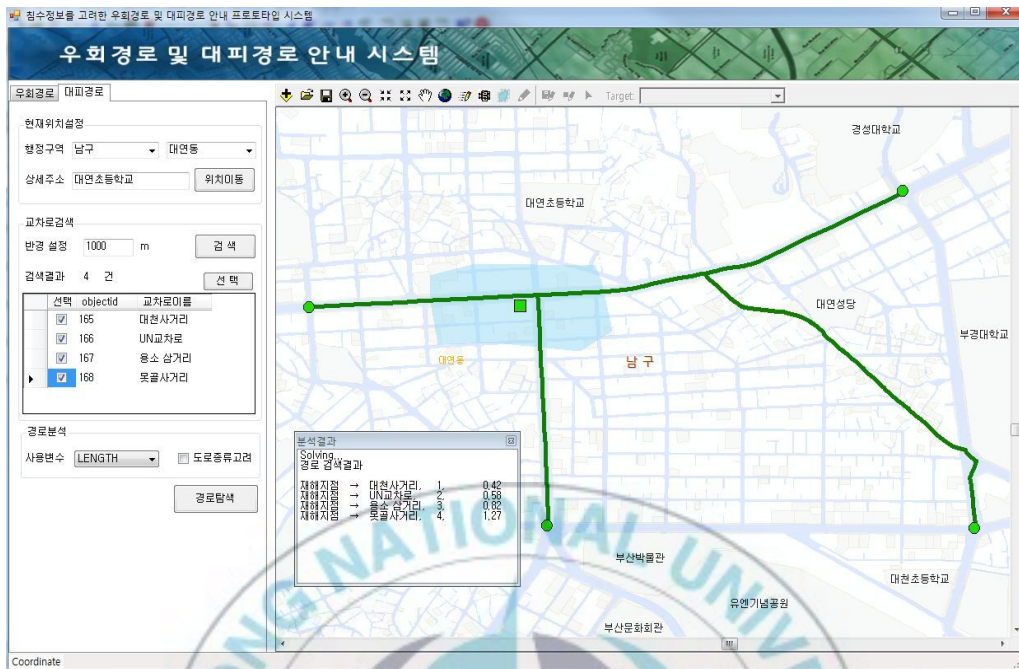 침수정보를 고려한 우회경로 및 대피경로 안내 프로토타입 시스템
우회경로 및 대피경로 안내 시스템
우회경로 대피경로
Target:
현재위치설정
행정구역 남구 대연동
상세주소 대연초등학교 위치이동
교차로검색
반경 설정 1000 m 검 색
검색결과 4 건 선 택
선택 objectid 교차로이름
165 대천사거리
166 UN교차로
167 용소 삼거리
168 못골사거리
경로분석
사용변수 LENGTH 도로종류고려
경로탐색
경성대학교
대연초등학교
대연성당
부경대학교
대연동
남구
분석결과
Solving...
경로 검색결과
재해지점 → 대천사거리, 1, 0.42
재해지점 → UN교차로, 2, 0.58
재해지점 → 용소 삼거리, 3, 0.82
재해지점 → 못골사거리, 4, 1.27
부산박물관
대천초등학교
유엔기념공원
부산문화회관
NATIONAL
Coordinate